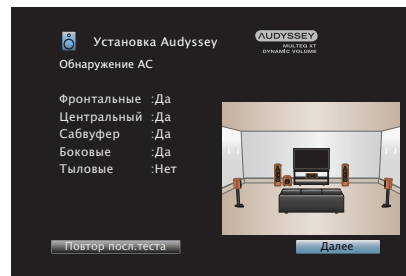 Установка Audyssey
AUDYSSEY
MULTEQ XT
DYNAMIC VOLUME
Обнаружение АС
Фронтальные :Да
Центральный :Да
Сабвуфер :Да
Боковые :Да
Тыловые :Нет
Повтор посл.теста
Далее